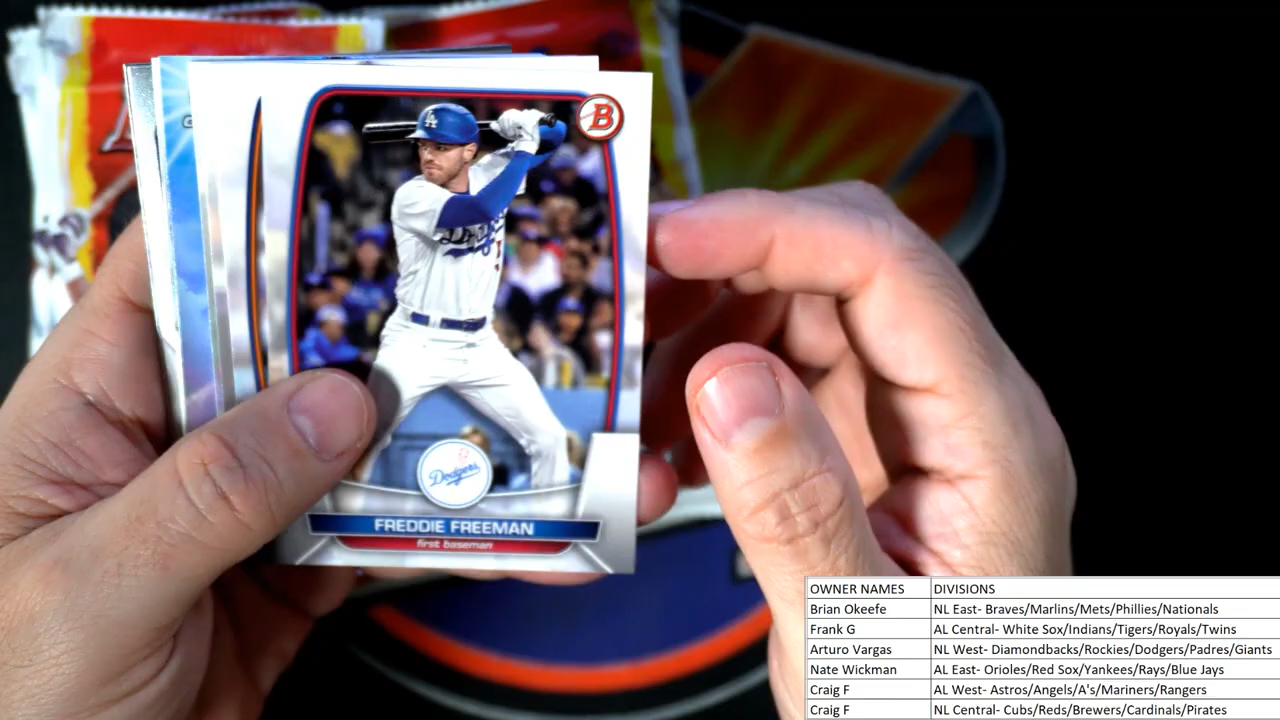 B
LA
Dodgers
Dodgers
FREDDIE FREEMAN
first baseman
OWNER NAMES DIVISIONS
Brian Okeefe NL East- Braves/Marlins/Mets/Phillies/Nationals
Frank G AL Central- White Sox/Indians/Tigers/Royals/Twins
Arturo Vargas NL West- Diamondbacks/Rockies/Dodgers/Padres/Giants
Nate Wickman AL East- Orioles/Red Sox/Yankees/Rays/Blue Jays
Craig F AL West- Astros/Angels/A's/Mariners/Rangers
Craig F NL Central- Cubs/Reds/Brewers/Cardinals/Pirates